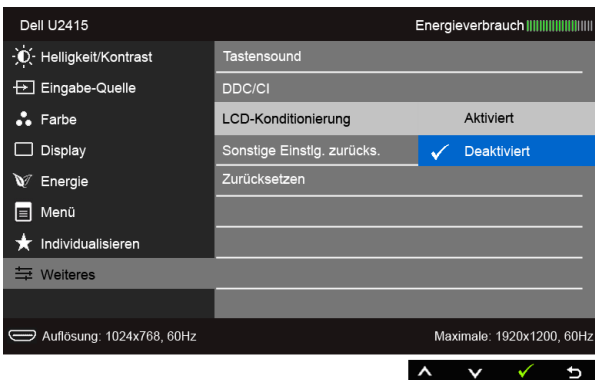 Dell U2415 Energieverbrauch
Helligkeit/Kontrast Tastensound
Eingabe-Quelle DDC/CI
Farbe LCD-Konditionierung Aktiviert
Display Sonstige Einstlg. zurücks. Deaktiviert
Energie Zurücksetzen
Menü
Individualisieren
Weiteres
Auflösung: 1024x768, 60Hz Maximale: 1920x1200, 60Hz